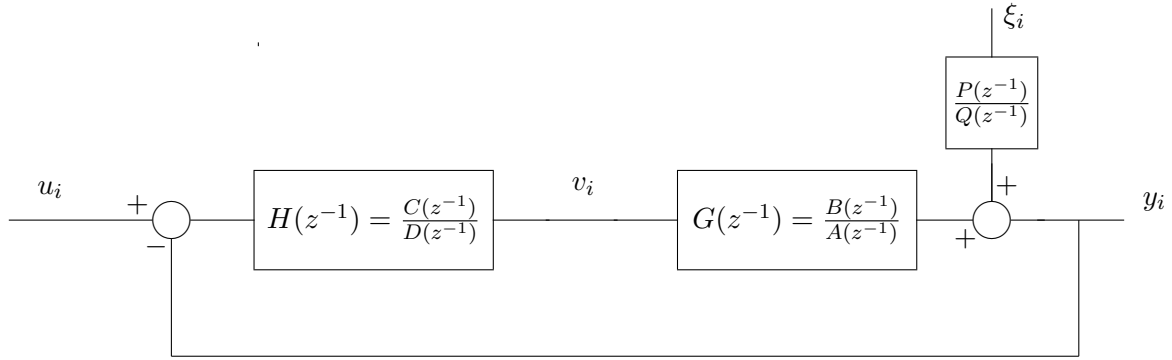 ξ_i
P(z^{-1})
Q(z^{-1})
u_i
+
−
H(z^{-1}) = C(z^{-1})/D(z^{-1})
v_i
G(z^{-1}) = B(z^{-1})/A(z^{-1})
+
+
y_i